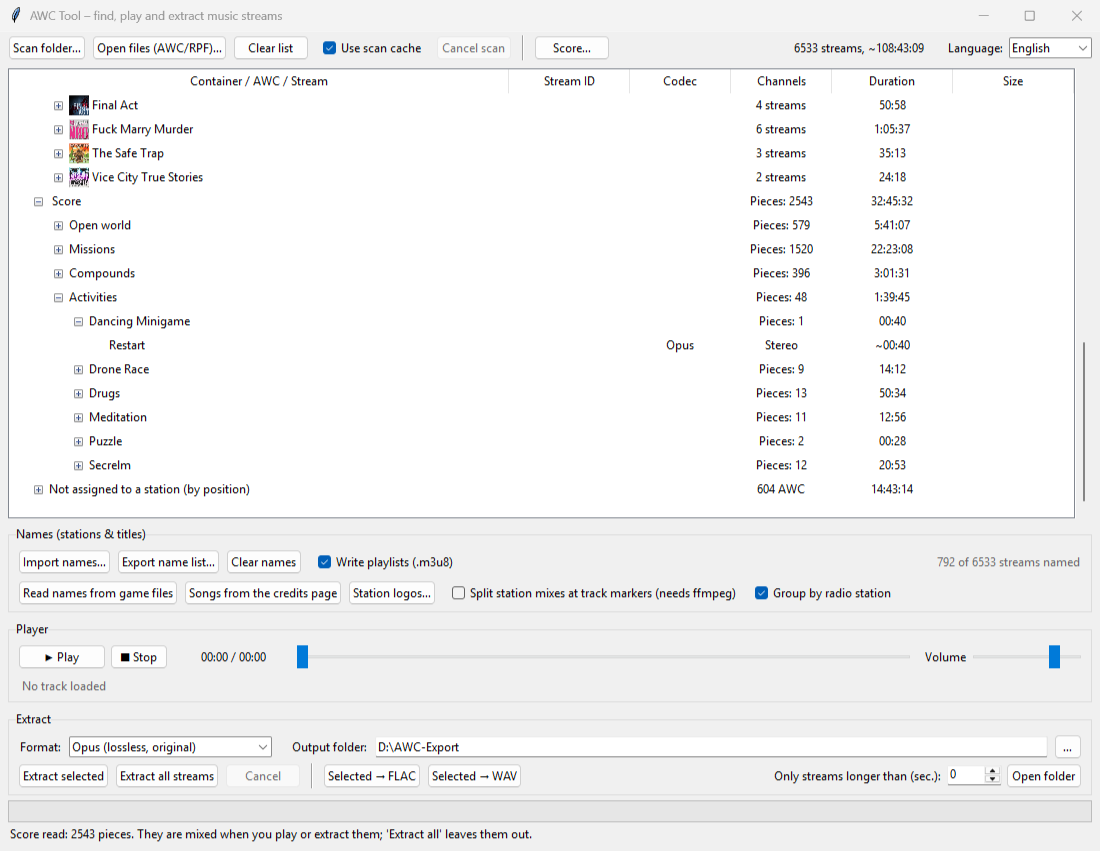 AWC Tool – find, play and extract music streams
Scan folder... Open files (AWC/RPF)... Clear list Use scan cache Cancel scan Score... 6533 streams, ~108:43:09 Language: English
Container / AWC / Stream Stream ID Codec Channels Duration Size
Final Act 4 streams 50:58
Fuck Marry Murder 6 streams 1:05:37
The Safe Trap 3 streams 35:13
Vice City True Stories 2 streams 24:18
Score Pieces: 2543 32:45:32
Open world Pieces: 579 5:41:07
Missions Pieces: 1520 22:23:08
Compounds Pieces: 396 3:01:31
Activities Pieces: 48 1:39:45
Dancing Minigame Pieces: 1 00:40
Restart Opus Stereo ~00:40
Drone Race Pieces: 9 14:12
Drugs Pieces: 13 50:34
Meditation Pieces: 11 12:56
Puzzle Pieces: 2 00:28
Secrelm Pieces: 12 20:53
Not assigned to a station (by position) 604 AWC 14:43:14
Names (stations & titles)
Import names... Export name list... Clear names Write playlists (.m3u8) 792 of 6533 streams named
Read names from game files Songs from the credits page Station logos... Split station mixes at track markers (needs ffmpeg) Group by radio station
Player
Play Stop 00:00 / 00:00 Volume
No track loaded
Extract
Format: Opus (lossless, original) Output folder: D:\AWC-Export ...
Extract selected Extract all streams Cancel Selected → FLAC Selected → WAV Only streams longer than (sec.): 0 Open folder
Score read: 2543 pieces. They are mixed when you play or extract them; 'Extract all' leaves them out.